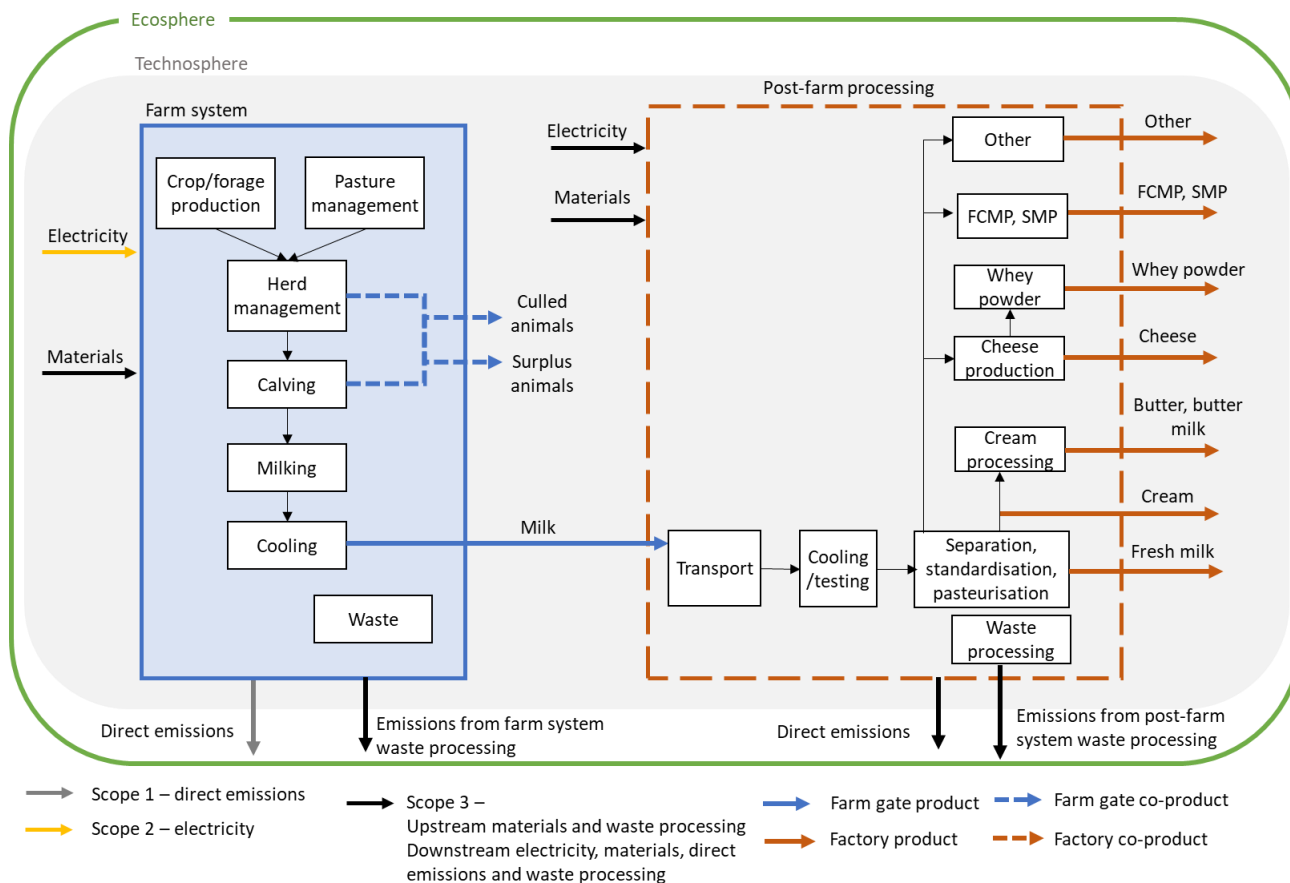 Ecosphere
Technosphere
Farm system
Crop/forage
production
Pasture
management
Electricity
Herd
management
Culled
animals
Materials
Surplus
animals
Calving
Milking
Cooling
Milk
Waste
Direct emissions
Emissions from farm system
waste processing
Post-farm processing
Electricity
Materials
Other
Other
FCMP, SMP
FCMP, SMP
Whey
powder
Whey powder
Cheese
production
Cheese
Cream
processing
Butter, butter
milk
Cream
Transport
Cooling
/testing
Separation,
standardisation,
pasteurisation
Fresh milk
Waste
processing
Direct emissions
Emissions from post-farm
system waste processing
Scope 1 – direct emissions
Scope 2 – electricity
Scope 3 –
Upstream materials and waste processing
Downstream electricity, materials, direct
emissions and waste processing
Farm gate product
Farm gate co-product
Factory product
Factory co-product